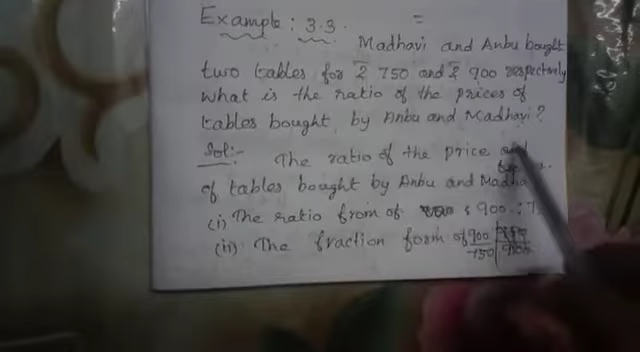 Example: 3.3.
Madhavi and Anbu bought
two tables for ₹ 750 and ₹ 900 respectively
what is the ratio of the prices of
tables bought by Anbu and Madhavi?
Sol:- The ratio of the price
of tables bought by Anbu and Madha
(i) The ratio from of 900 : 7
(ii) The fraction form of 900/750